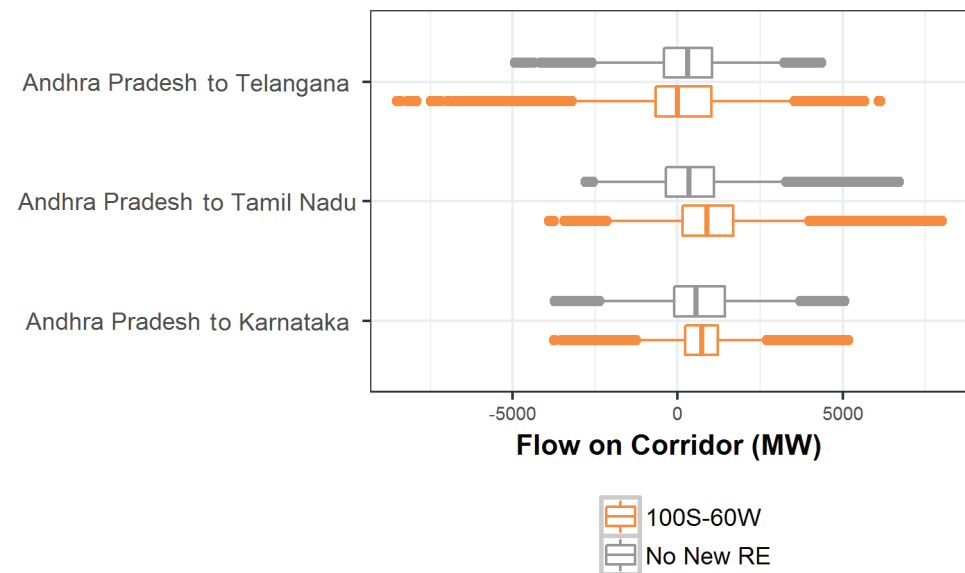 Andhra Pradesh to Telangana
Andhra Pradesh to Tamil Nadu
Andhra Pradesh to Karnataka
-5000 0 5000
Flow on Corridor (MW)
100S-60W
No New RE